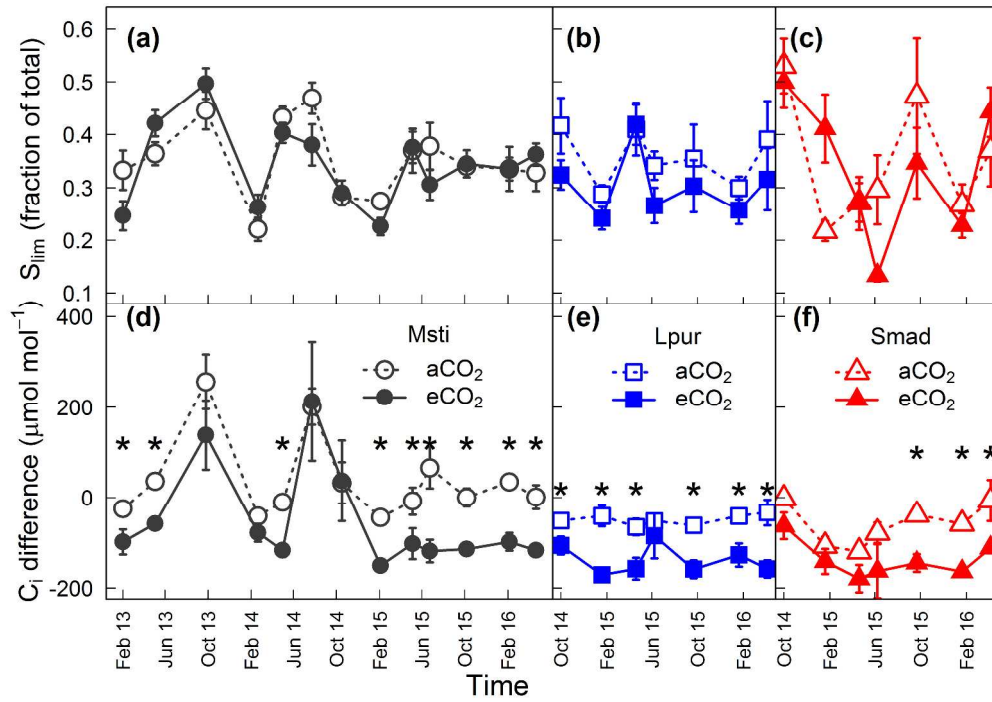 (a)
(b)
(c)
S_lim (fraction of total)
0.6
0.5
0.4
0.3
0.2
0.1
(d)
Msti
aCO₂
eCO₂
(e)
Lpur
aCO₂
eCO₂
(f)
Smad
aCO₂
eCO₂
C_i difference (μmol mol⁻¹)
400
200
0
-200
* * * * * * * * *
* * * * * *
* * *
Feb 13
Jun 13
Oct 13
Feb 14
Jun 14
Oct 14
Feb 15
Jun 15
Oct 15
Feb 16
Oct 14
Feb 15
Jun 15
Oct 15
Feb 16
Oct 14
Feb 15
Jun 15
Oct 15
Feb 16
Time